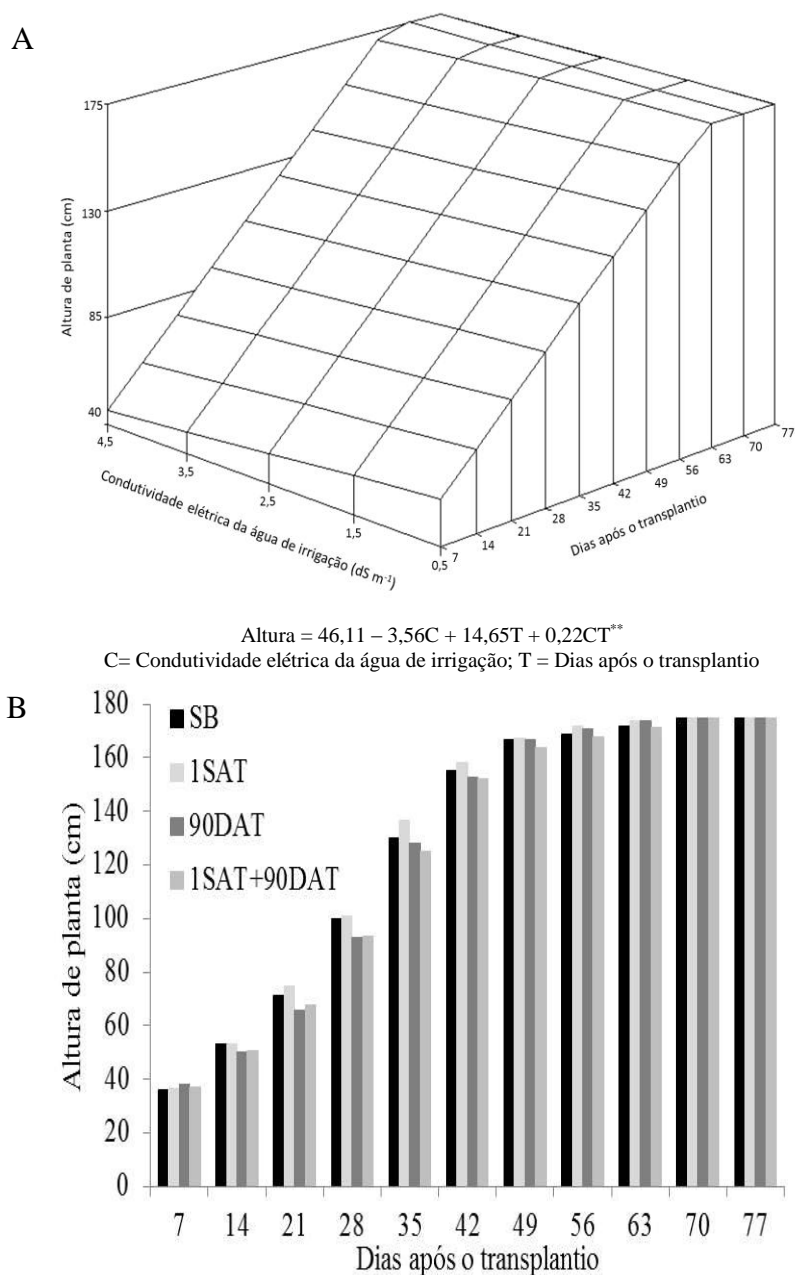 A
175
130
85
40
Altura de planta (cm)
4,5
3,5
2,5
1,5
0,5
Condutividade elétrica da água de irrigação (dS m⁻¹)
7
14
21
28
35
42
49
56
63
70
77
Dias após o transplantio
Altura = 46,11 – 3,56C + 14,65T + 0,22CT**
C= Condutividade elétrica da água de irrigação; T = Dias após o transplantio
B
180
160
140
120
100
80
60
40
20
0
Altura de planta (cm)
SB
1SAT
90DAT
1SAT+90DAT
7 14 21 28 35 42 49 56 63 70 77
Dias após o transplantio